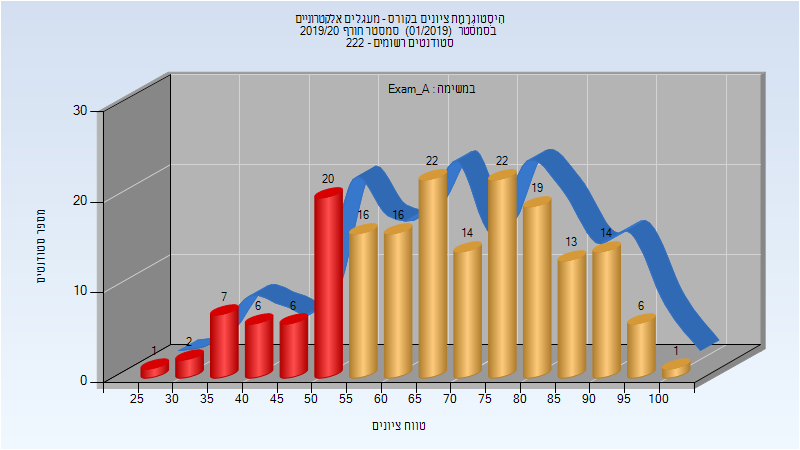 היסטוגרמת ציונים בקורס - מעגלים אלקטרוניים
בסמסטר (01/2019) סמסטר חורף 2019/20
סטודנטים רשומים - 222
במשימה : Exam_A
מספר סטודנטים
30
20
10
0
1
2
7
6
6
20
16
16
22
14
22
19
13
14
6
1
25 30 35 40 45 50 55 60 65 70 75 80 85 90 95 100
טווח ציונים